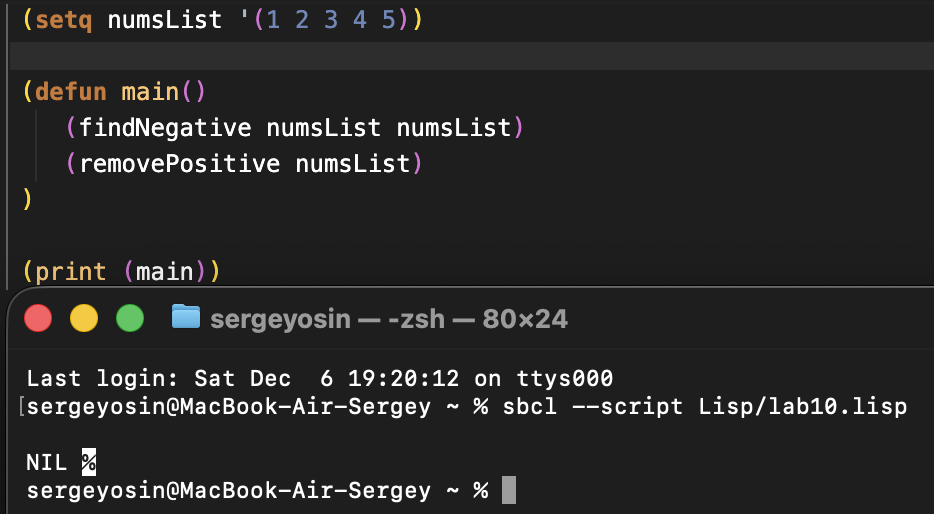 (setq numsList '(1 2 3 4 5))
(defun main()
(findNegative numsList numsList)
(removePositive numsList)
)
(print (main))
sergeyosin — -zsh — 80×24
Last login: Sat Dec  6 19:20:12 on ttys000
[sergeyosin@MacBook-Air-Sergey ~ % sbcl --script Lisp/lab10.lisp
NIL %
sergeyosin@MacBook-Air-Sergey ~ %